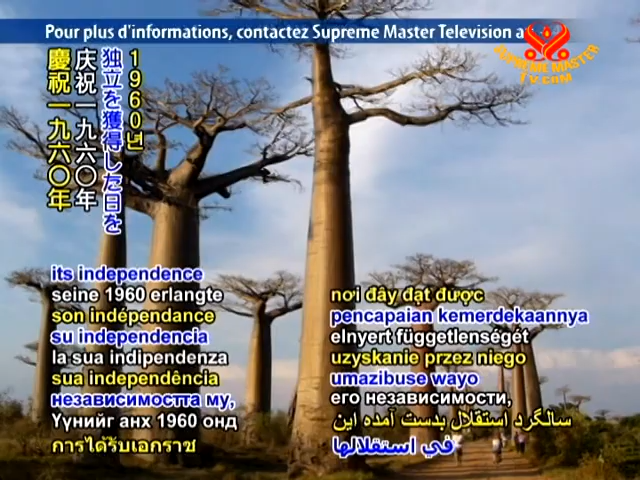 Pour plus d'informations, contactez Supreme Master Television a
SUPREME MASTER
TV.COM
1960년
独立を獲得した日を
庆祝一九六〇年
慶祝一九六〇年
its independence
seine 1960 erlangte
son indépendance
su independencia
la sua indipendenza
sua independência
независимостта му,
Үүнийг анх 1960 онд
การได้รับเอกราช
nơi đây đạt được
pencapaian kemerdekaannya
elnyert függetlenségét
uzyskanie przez niego
umazibuse wayo
его независимости,
سالگرد استقلال بدست آمده این
في استقلالها